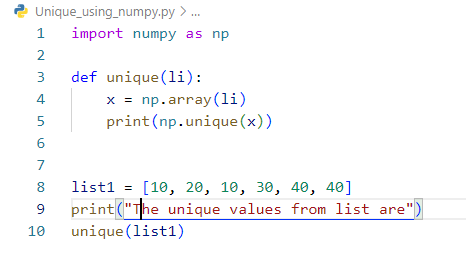 Unique_using_numpy.py > ...
1 import numpy as np
2
3 def unique(li):
4     x = np.array(li)
5     print(np.unique(x))
6
7
8 list1 = [10, 20, 10, 30, 40, 40]
9 print("The unique values from list are")
10 unique(list1)